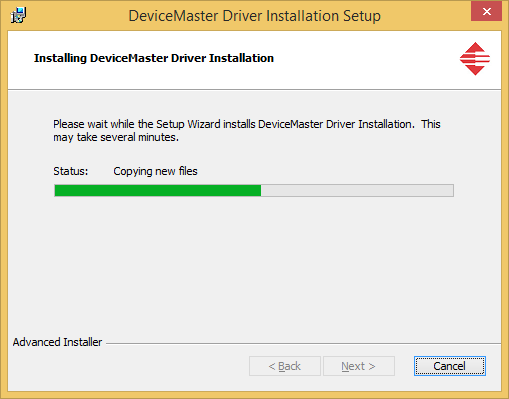 DeviceMaster Driver Installation Setup
Installing DeviceMaster Driver Installation
Please wait while the Setup Wizard installs DeviceMaster Driver Installation. This
may take several minutes.
Status: Copying new files
Advanced Installer
< Back Next > Cancel